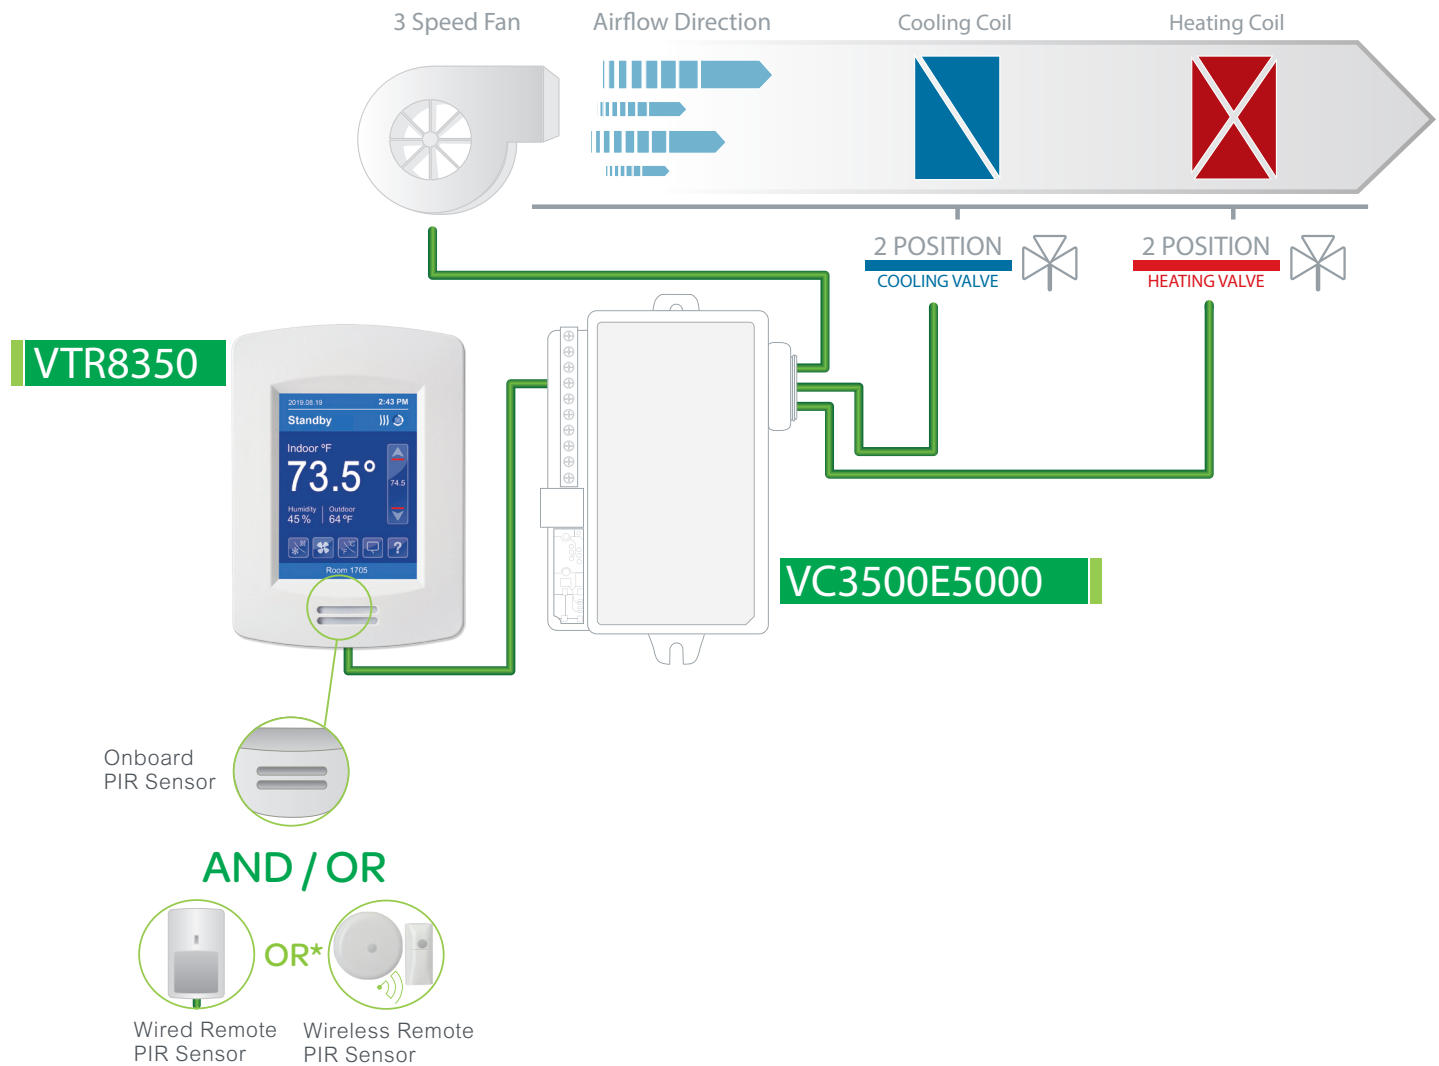 3 Speed Fan
Airflow Direction
Cooling Coil
Heating Coil
2 POSITION
COOLING VALVE
2 POSITION
HEATING VALVE
VTR8350
2019.08.19 2:43 PM
Standby
Indoor °F
73.5°
74.5
Humidity Outdoor
45 % 64 °F
°C
°F
?
Room 1705
VC3500E5000
Onboard
PIR Sensor
AND / OR
OR*
Wired Remote
PIR Sensor
Wireless Remote
PIR Sensor